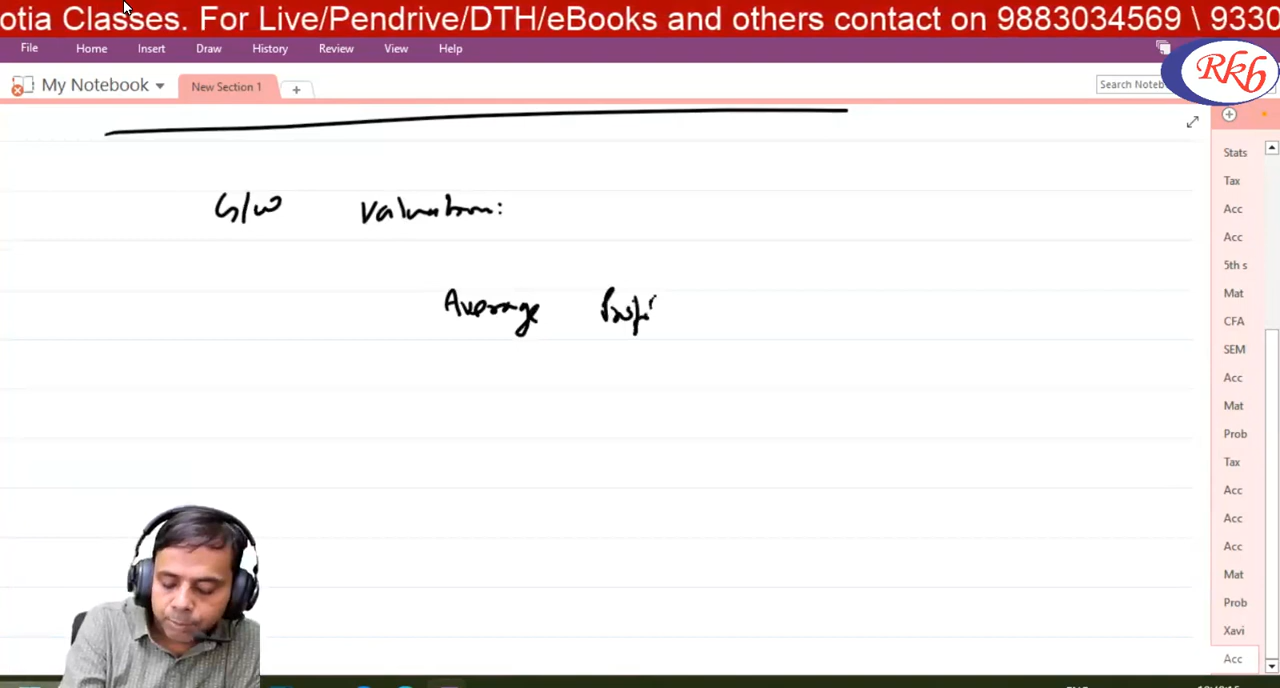 otia Classes. For Live/Pendrive/DTH/eBooks and others contact on 9883034569 \ 9330
File Home Insert Draw History Review View Help
Rkb
My Notebook New Section 1 Search Noteb
Stats
Tax
Acc
Acc
5th s
Mat
CFA
SEM
Acc
Mat
Prob
Tax
Acc
Acc
Acc
Mat
Prob
Xavi
Acc
G/w Valuation:
Average Profi